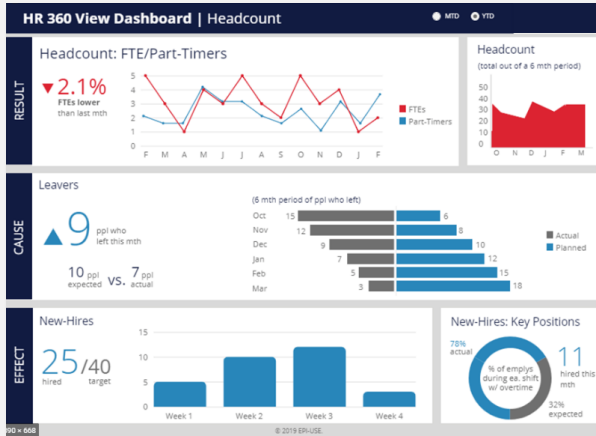 HR 360 View Dashboard | Headcount
MTD
YTD
RESULT
Headcount: FTE/Part-Timers
2.1%
FTEs lower
than last mth
5
4
3
2
1
0
F M A M J J A S O N D J F
FTEs
Part-Timers
Headcount
(total out of a 6 mth period)
50
40
30
20
10
0
O N D J F M
CAUSE
Leavers
9
ppl who
left this mth
10 ppl expected vs. 7 ppl actual
(6 mth period of ppl who left)
Oct 15 6
Nov 12 8
Dec 9 10
Jan 7 12
Feb 5 15
Mar 3 18
Actual
Planned
EFFECT
New-Hires
25/40
hired target
15
10
5
0
Week 1 Week 2 Week 3 Week 4
New-Hires: Key Positions
78%
actual
% of emplys
during ea. shift
w/ overtime
11
hired this
mth
32%
expected
90 × 668
© 2019 EPI-USE.